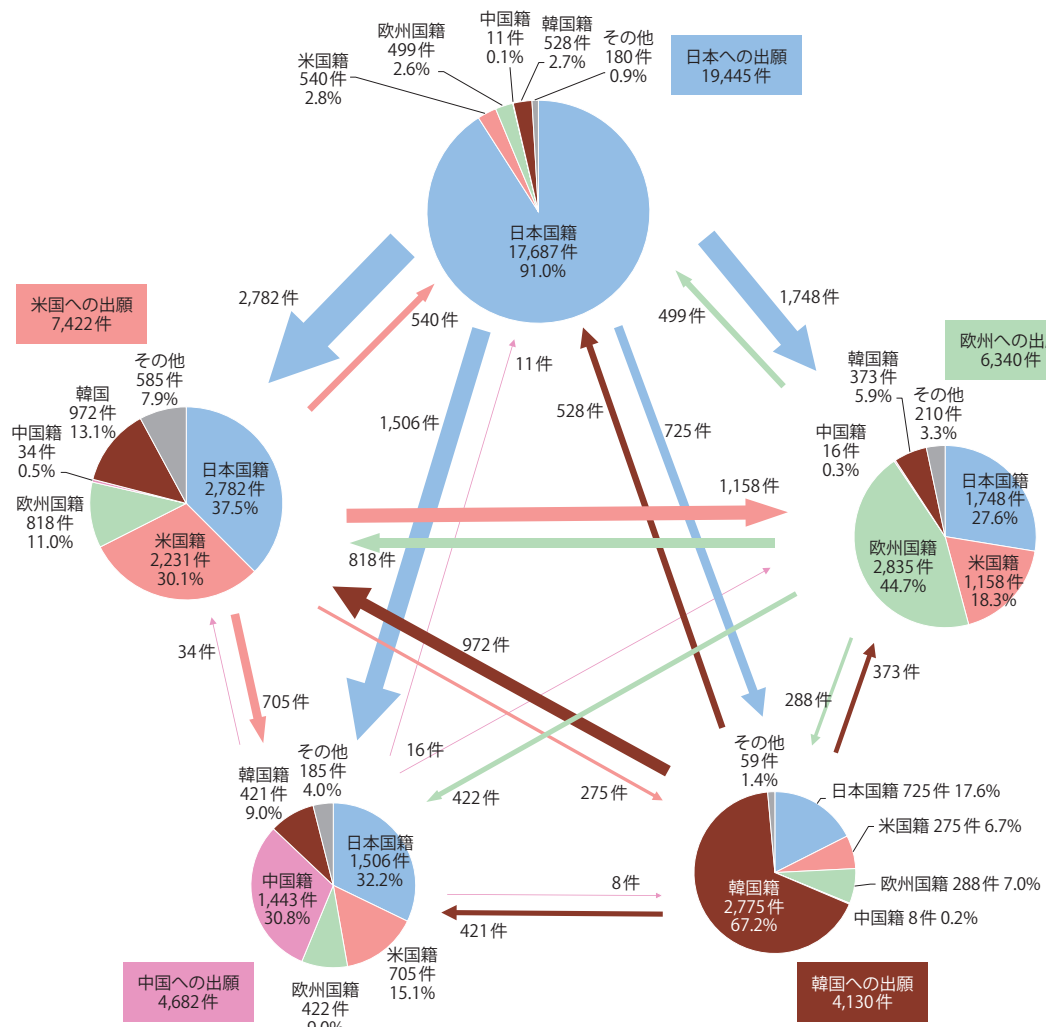 中国籍
11件
0.1%
欧州国籍
499件
2.6%
韓国籍
528件
2.7%
その他
180件
0.9%
米国籍
540件
2.8%
日本への出願
19,445件
日本国籍
17,687件
91.0%
2,782件
540件
1,748件
499件
米国への出願
7,422件
欧州への出
6,340件
11件
1,506件
528件
725件
その他
585件
7.9%
韓国
972件
13.1%
中国籍
34件
0.5%
欧州国籍
818件
11.0%
日本国籍
2,782件
37.5%
米国籍
2,231件
30.1%
韓国籍
373件
5.9%
その他
210件
3.3%
中国籍
16件
0.3%
日本国籍
1,748件
27.6%
欧州国籍
2,835件
44.7%
米国籍
1,158件
18.3%
1,158件
818件
34件
705件
972件
373件
288件
16件
422件
275件
その他
185件
4.0%
韓国籍
421件
9.0%
日本国籍
1,506件
32.2%
中国籍
1,443件
30.8%
米国籍
705件
15.1%
欧州国籍
422件
9.0%
その他
59件
1.4%
日本国籍 725件 17.6%
米国籍 275件 6.7%
欧州国籍 288件 7.0%
中国籍 8件 0.2%
韓国籍
2,775件
67.2%
8件
421件
中国への出願
4,682件
韓国への出願
4,130件